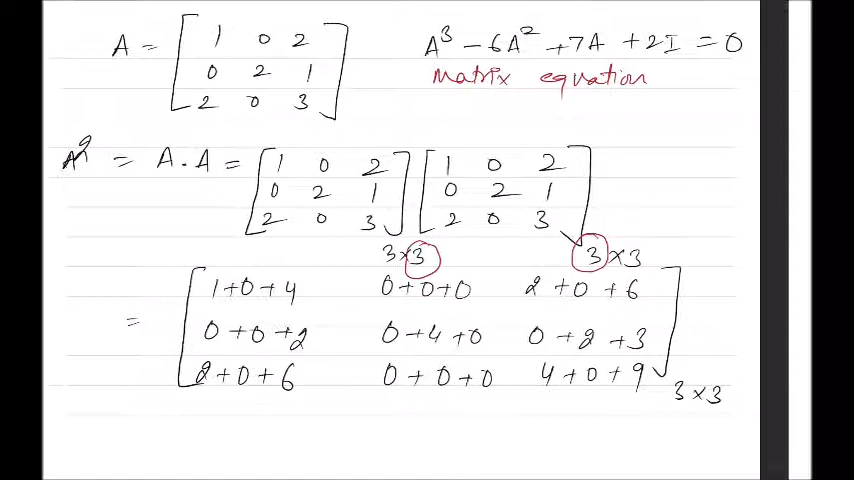 A = [ 1 0 2   A³ - 6A² + 7A + 2I = 0
0 2 1   matrix equation
2 0 3 ]
A² = A . A = [ 1 0 2 ] [ 1 0 2 ]
0 2 1   0 2 1
2 0 3   2 0 3
3 × 3   3 × 3
= [ 1+0+4   0+0+0   2+0+6 ]
0+0+2   0+4+0   0+2+3
2+0+6   0+0+0   4+0+9
3 × 3